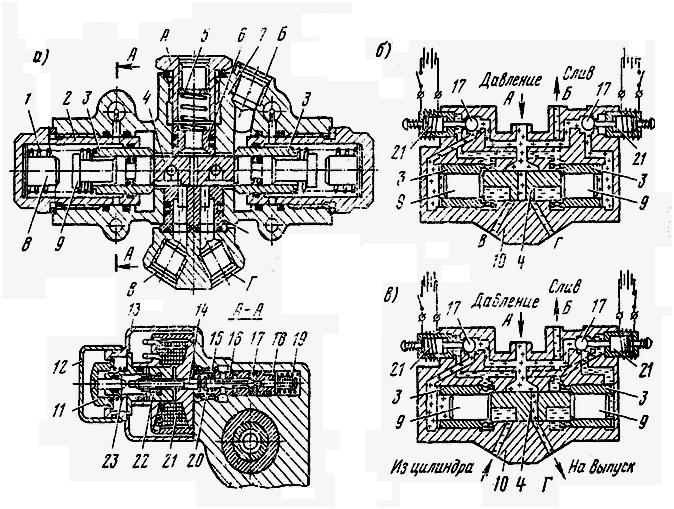 а)
А
1
2
3
4
А
5
6
7
Б
3
8
9
А
В
Г
А-А
12
13
14
15
16
17
18
19
11
23
22
21
20
б)
Давление
А
Слив
Б
17
17
21
21
3
3
9
9
В
10
4
Г
в)
Давление
А
Слив
Б
17
17
21
21
3
3
9
9
Из цилиндра
Г
10
4
Г
На выпуск